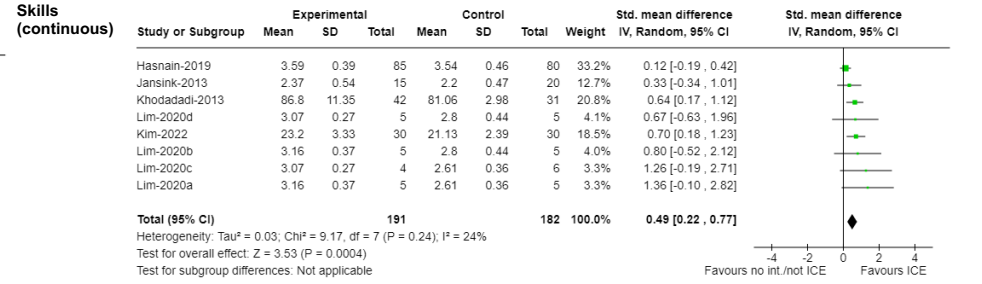 Skills
(continuous)
Experimental Control Std. mean difference Std. mean difference
Study or Subgroup Mean SD Total Mean SD Total Weight IV, Random, 95% CI IV, Random, 95% CI
Hasnain-2019 3.59 0.39 85 3.54 0.46 80 33.2% 0.12 [-0.19 , 0.42]
Jansink-2013 2.37 0.54 15 2.2 0.47 20 12.7% 0.33 [-0.34 , 1.01]
Khodadadi-2013 86.8 11.35 42 81.06 2.98 31 20.8% 0.64 [0.17 , 1.12]
Lim-2020d 3.07 0.27 5 2.8 0.44 5 4.1% 0.67 [-0.63 , 1.96]
Kim-2022 23.2 3.33 30 21.13 2.39 30 18.5% 0.70 [0.18 , 1.23]
Lim-2020b 3.16 0.37 5 2.8 0.44 5 4.0% 0.80 [-0.52 , 2.12]
Lim-2020c 3.07 0.27 4 2.61 0.36 6 3.3% 1.26 [-0.19 , 2.71]
Lim-2020a 3.16 0.37 5 2.61 0.36 5 3.3% 1.36 [-0.10 , 2.82]
Total (95% CI) 191 182 100.0% 0.49 [0.22 , 0.77]
Heterogeneity: Tau² = 0.03; Chi² = 9.17, df = 7 (P = 0.24); I² = 24%
Test for overall effect: Z = 3.53 (P = 0.0004)
Test for subgroup differences: Not applicable
-4 -2 0 2 4
Favours no int./not ICE Favours ICE